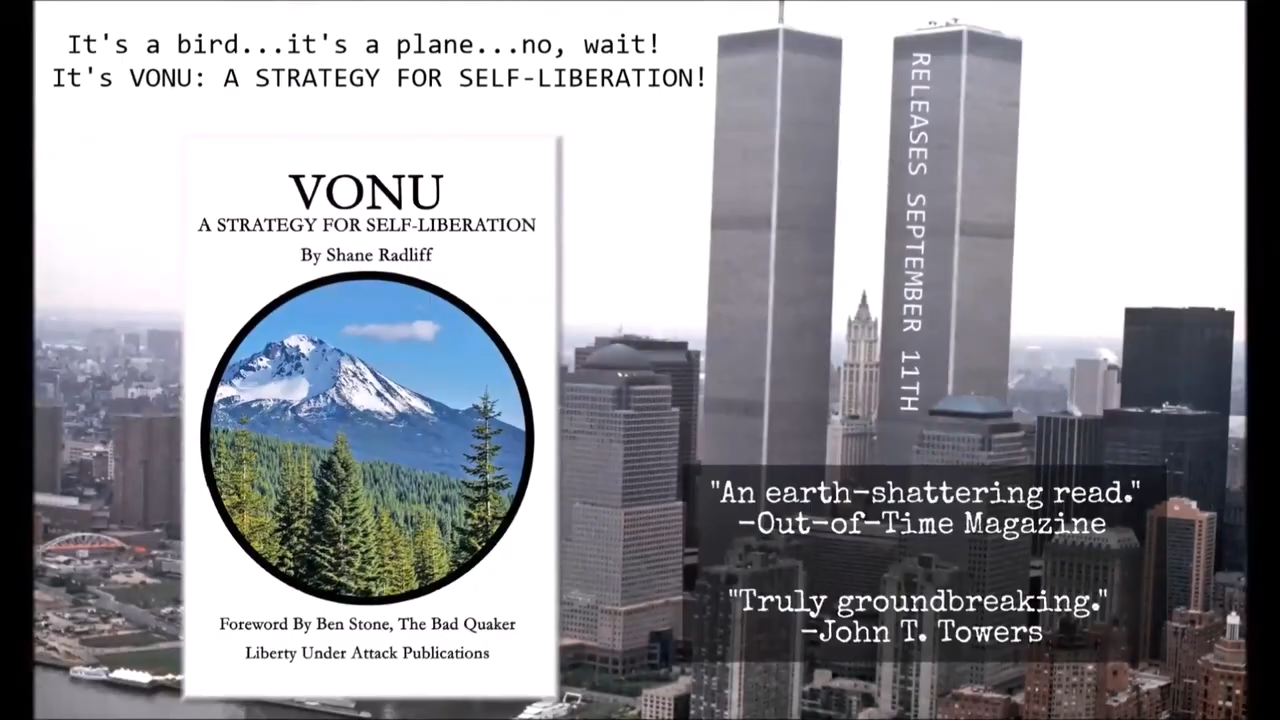 It's a bird...it's a plane...no, wait!
It's VONU: A STRATEGY FOR SELF-LIBERATION!
VONU
A STRATEGY FOR SELF-LIBERATION
By Shane Radliff
Foreword By Ben Stone, The Bad Quaker
Liberty Under Attack Publications
RELEASES SEPTEMBER 11TH
"An earth-shattering read."
-Out-of-Time Magazine
"Truly groundbreaking."
-John T. Towers